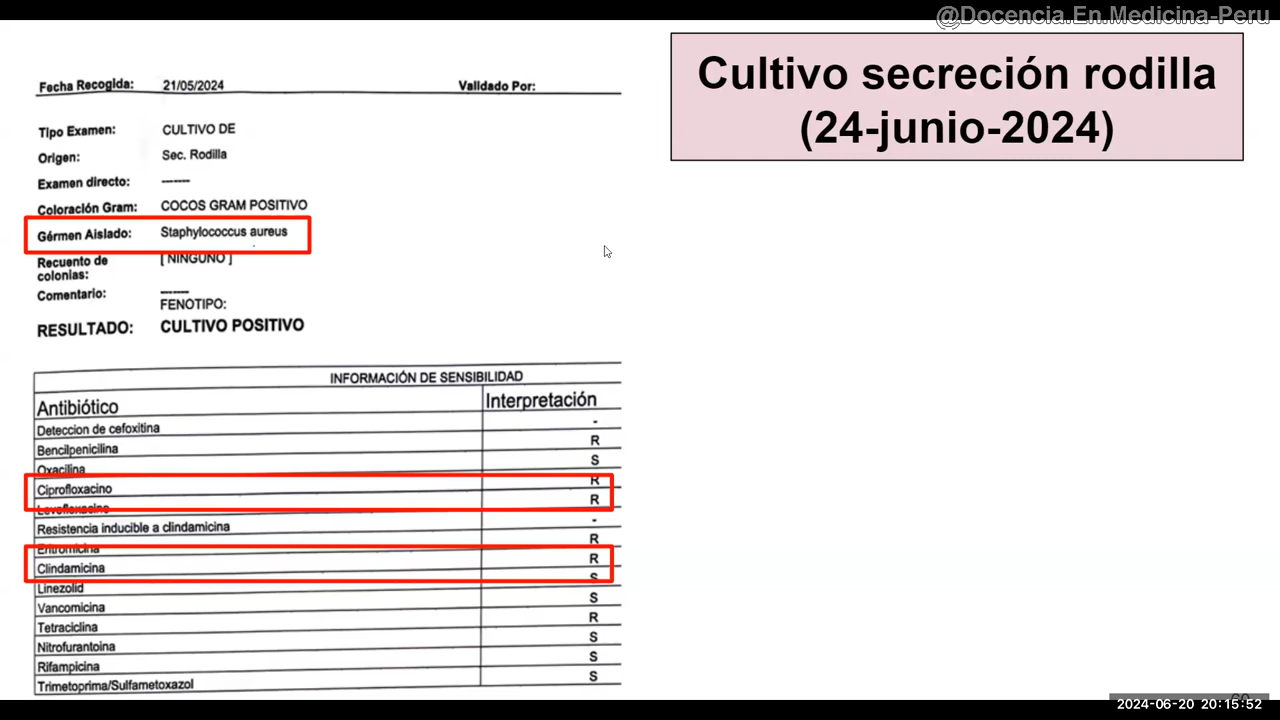 @Docencia.En.Medicina-Peru
Cultivo secreción rodilla
(24-junio-2024)
Fecha Recogida: 21/05/2024 Validado Por:
Tipo Examen: CULTIVO DE
Origen: Sec. Rodilla
Examen directo: -------
Coloración Gram: COCOS GRAM POSITIVO
Gérmen Aislado: Staphylococcus aureus
Recuento de colonias: [ NINGUNO ]
Comentario: -------
FENOTIPO:
RESULTADO: CULTIVO POSITIVO
INFORMACIÓN DE SENSIBILIDAD
Antibiótico Interpretación
Deteccion de cefoxitina -
Bencilpenicilina R
Oxacilina S
Ciprofloxacino R
Levofloxacino R
Resistencia inducible a clindamicina -
Eritromicina R
Clindamicina R
Linezolid S
Vancomicina S
Tetraciclina R
Nitrofurantoina S
Rifampicina S
Trimetoprima/Sulfametoxazol S
2024-06-20 20:15:52